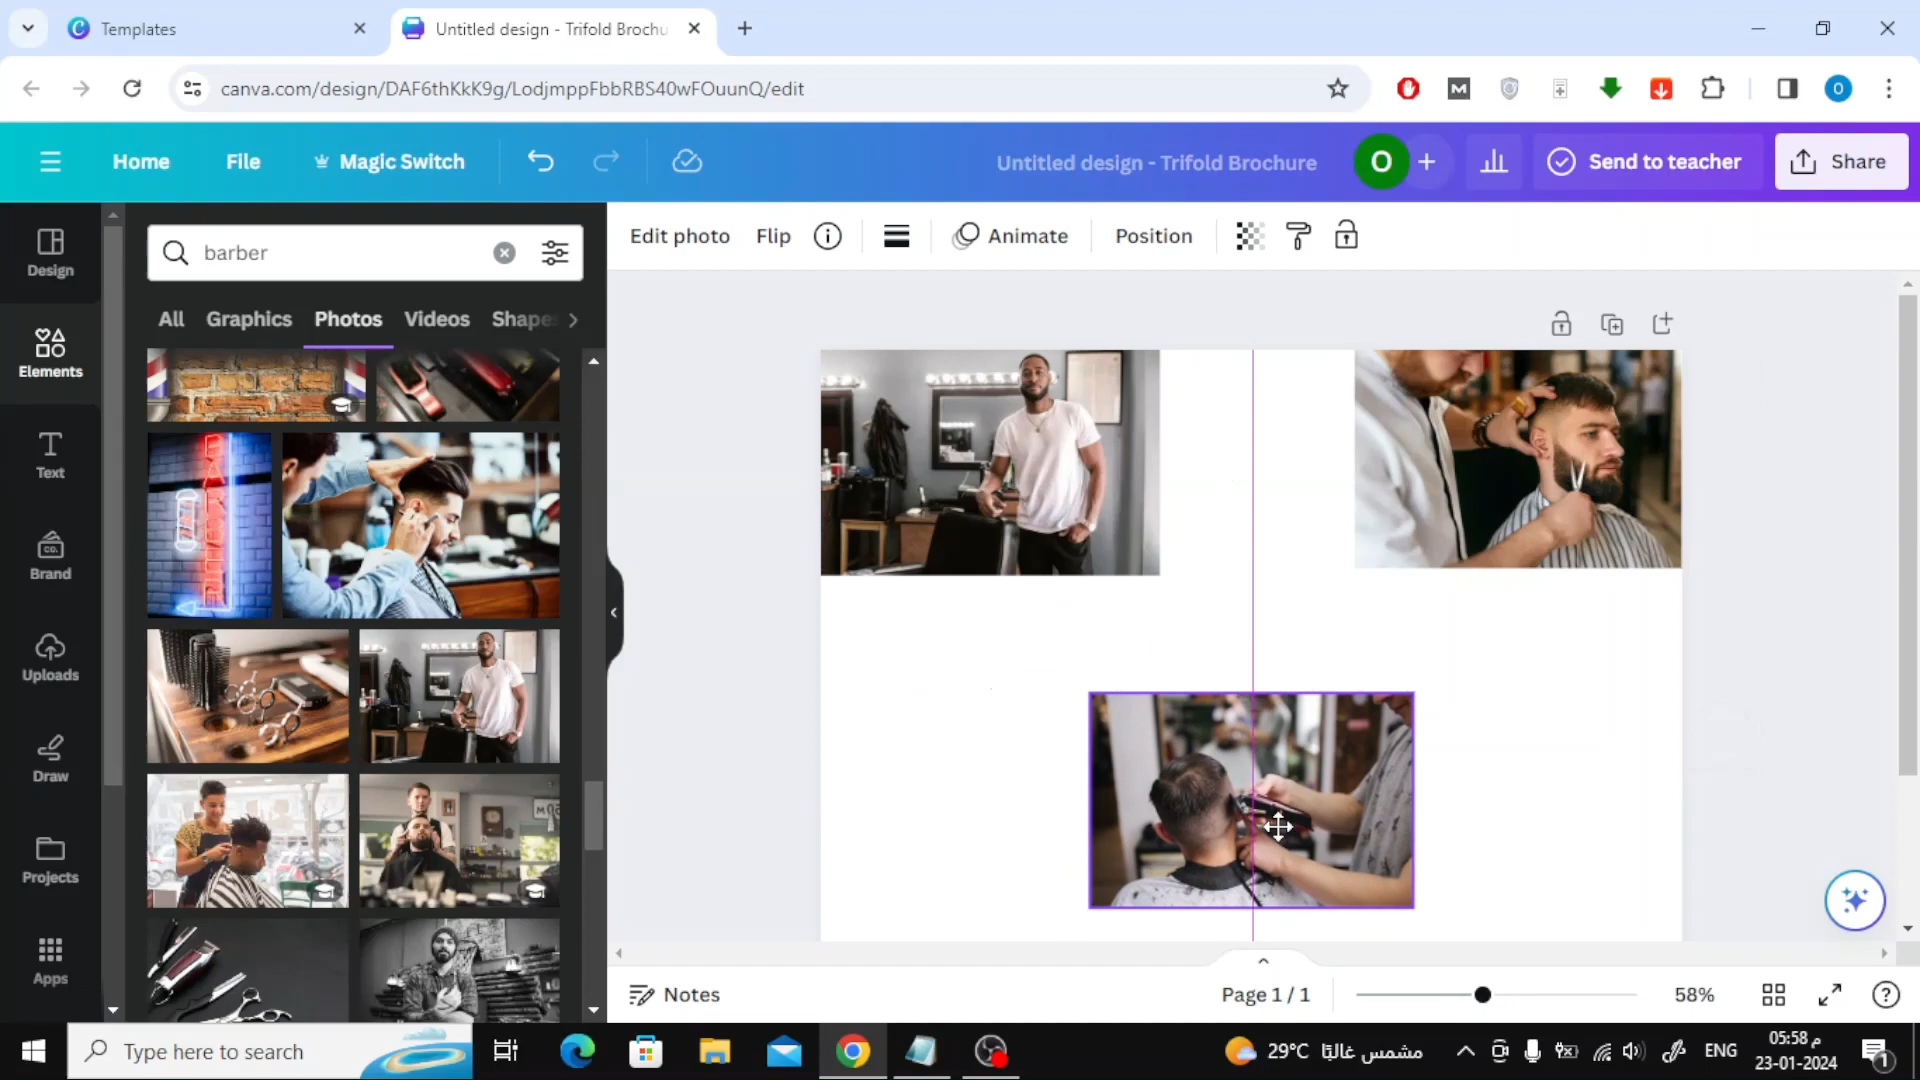 Templates
Untitled design - Trifold Brochu
canva.com/design/DAF6thKkK9g/LodjmppFbbRBS40wFOuunQ/edit
Home
File
Magic Switch
Untitled design - Trifold Brochure
O
Send to teacher
Share
Design
Elements
Text
Brand
Uploads
Draw
Projects
Apps
barber
All
Graphics
Photos
Videos
Shapes
BARBER
Edit photo
Flip
Animate
Position
Notes
Page 1 / 1
58%
Type here to search
29°C
مشمس غالبًا
ENG
05:58 م
23-01-2024
1